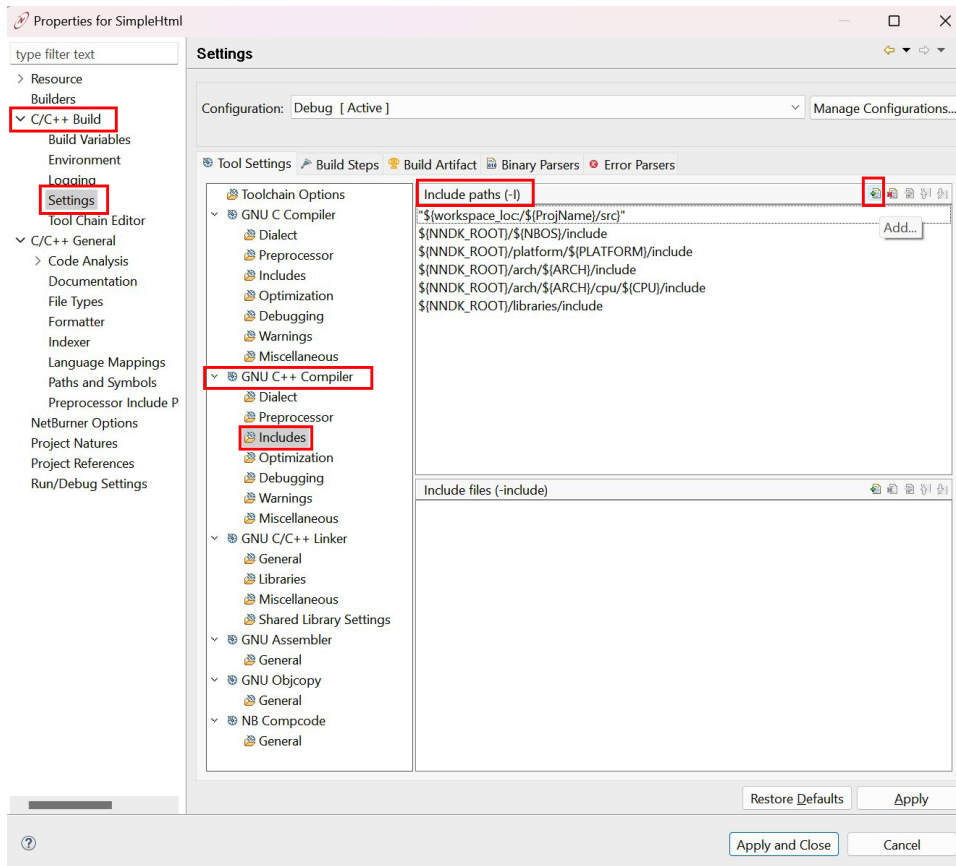 Properties for SimpleHtml
type filter text
Resource
Builders
C/C++ Build
Build Variables
Environment
Logging
Settings
Tool Chain Editor
C/C++ General
Code Analysis
Documentation
File Types
Formatter
Indexer
Language Mappings
Paths and Symbols
Preprocessor Include P
NetBurner Options
Project Natures
Project References
Run/Debug Settings
Settings
Configuration: Debug [ Active ]
Manage Configurations...
Tool Settings Build Steps Build Artifact Binary Parsers Error Parsers
Toolchain Options
GNU C Compiler
Dialect
Preprocessor
Includes
Optimization
Debugging
Warnings
Miscellaneous
GNU C++ Compiler
Dialect
Preprocessor
Includes
Optimization
Debugging
Warnings
Miscellaneous
GNU C/C++ Linker
General
Libraries
Miscellaneous
Shared Library Settings
GNU Assembler
General
GNU Objcopy
General
NB Compcode
General
Include paths (-I)
Add...
"${workspace_loc:/${ProjName}/src}"
${NNDK_ROOT}/${NBOS}/include
${NNDK_ROOT}/platform/${PLATFORM}/include
${NNDK_ROOT}/arch/${ARCH}/include
${NNDK_ROOT}/arch/${ARCH}/cpu/${CPU}/include
${NNDK_ROOT}/libraries/include
Include files (-include)
Restore Defaults
Apply
Apply and Close
Cancel